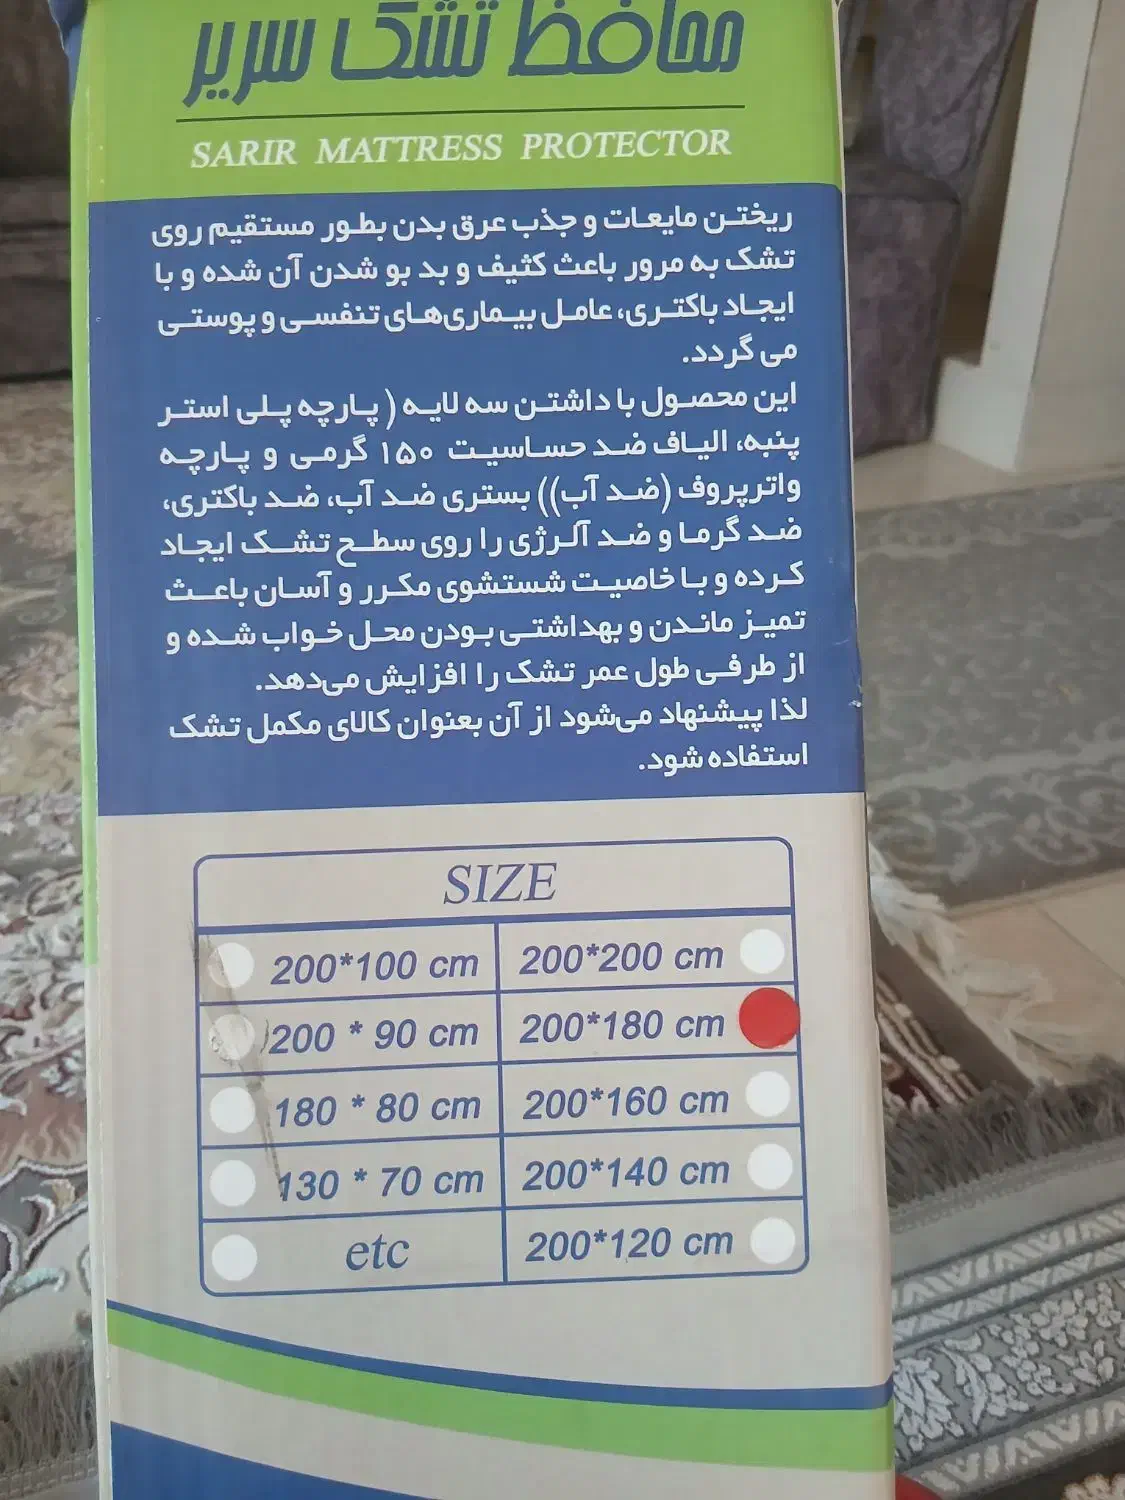 محافظ تشک سریر
SARIR MATTRESS PROTECTOR
ریختن مایعات و جذب عرق بدن بطور مستقیم روی
تشک به مرور باعث کثیف و بد بو شدن آن شده و با
ایجاد باکتری، عامل بیماری‌های تنفسی و پوستی
می گردد.
این محصول با داشتن سه لایه ( پارچه پلی استر
پنبه، الیاف ضد حساسیت ۱۵۰ گرمی و پارچه
واترپروف (ضد آب)) بستری ضد آب، ضد باکتری،
ضد گرما و ضد آلرژی را روی سطح تشک ایجاد
کرده و با خاصیت شستشوی مکرر و آسان باعث
تمیز ماندن و بهداشتی بودن محل خواب شده و
از طرفی طول عمر تشک را افزایش می‌دهد.
لذا پیشنهاد می‌شود از آن بعنوان کالای مکمل تشک
استفاده شود.
SIZE
200*100 cm 200*200 cm
200 * 90 cm 200*180 cm
180 * 80 cm 200*160 cm
130 * 70 cm 200*140 cm
etc 200*120 cm